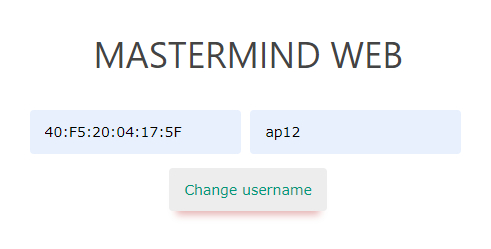 MASTERMIND WEB
40:F5:20:04:17:5F ap12
Change username